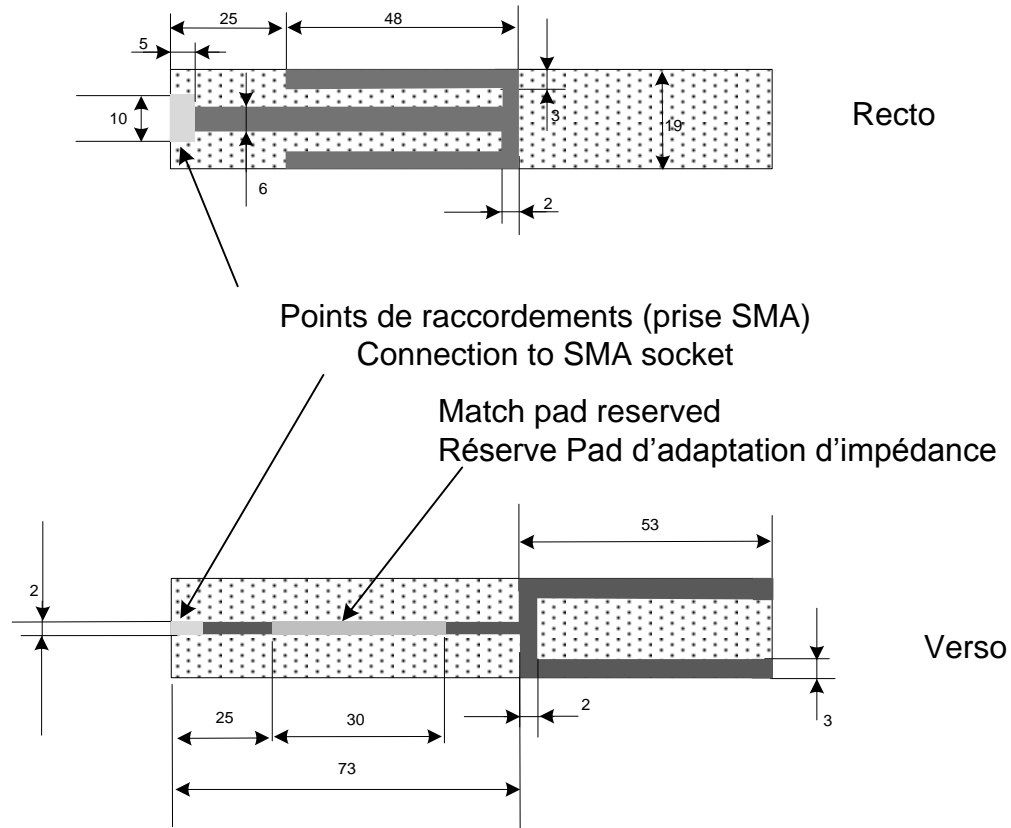 25
48
5
10
3
19
Recto
6
2
Points de raccordements (prise SMA)
Connection to SMA socket
Match pad reserved
Réserve Pad d’adaptation d’impédance
53
2
Verso
2
3
25
30
73